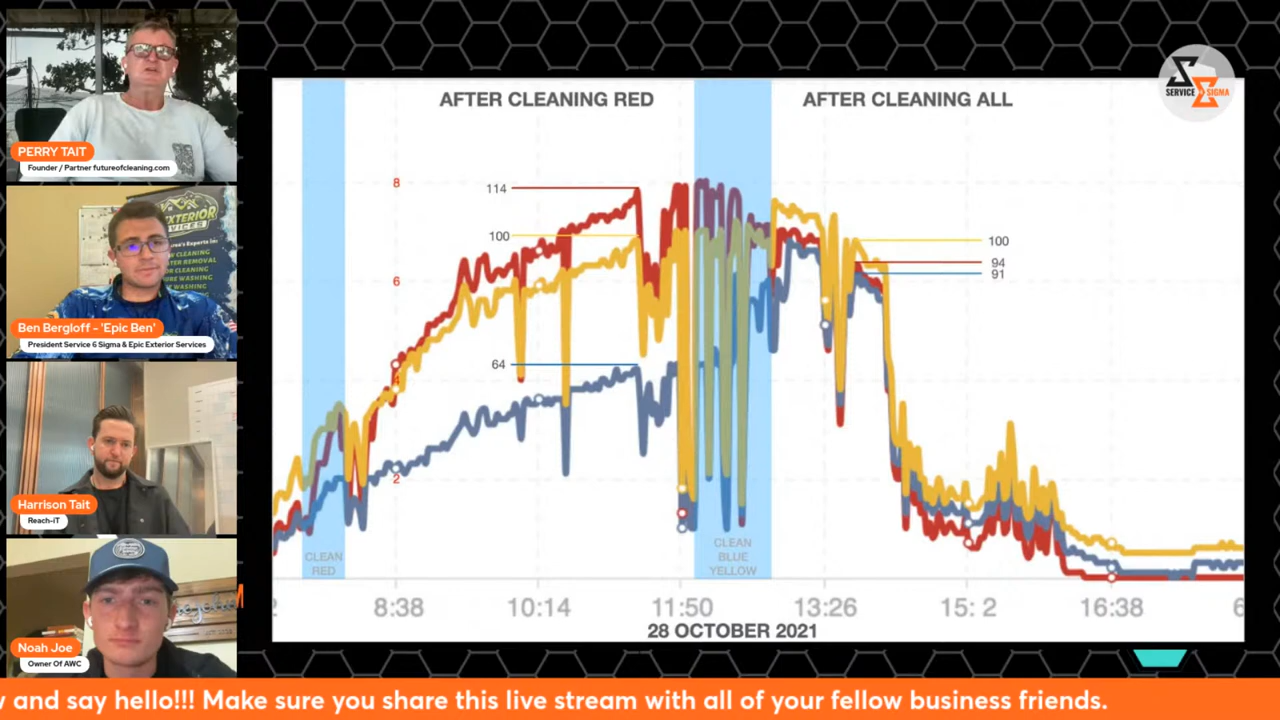 PERRY TAIT
Founder / Partner futureofcleaning.com
EXTERIOR
Ben Bergloff - 'Epic Ben'
President Service 6 Sigma & Epic Exterior Services
Harrison Tait
Reach-iT
Noah Joe
Owner Of AWC
AFTER CLEANING RED
AFTER CLEANING ALL
SERVICE 6 SIGMA
8
114
100
100
94
91
6
64
2
CLEAN
RED
CLEAN
BLUE
YELLOW
8:38
10:14
11:50
13:26
15: 2
16:38
6
28 OCTOBER 2021
and say hello!!! Make sure you share this live stream with all of your fellow business friends.